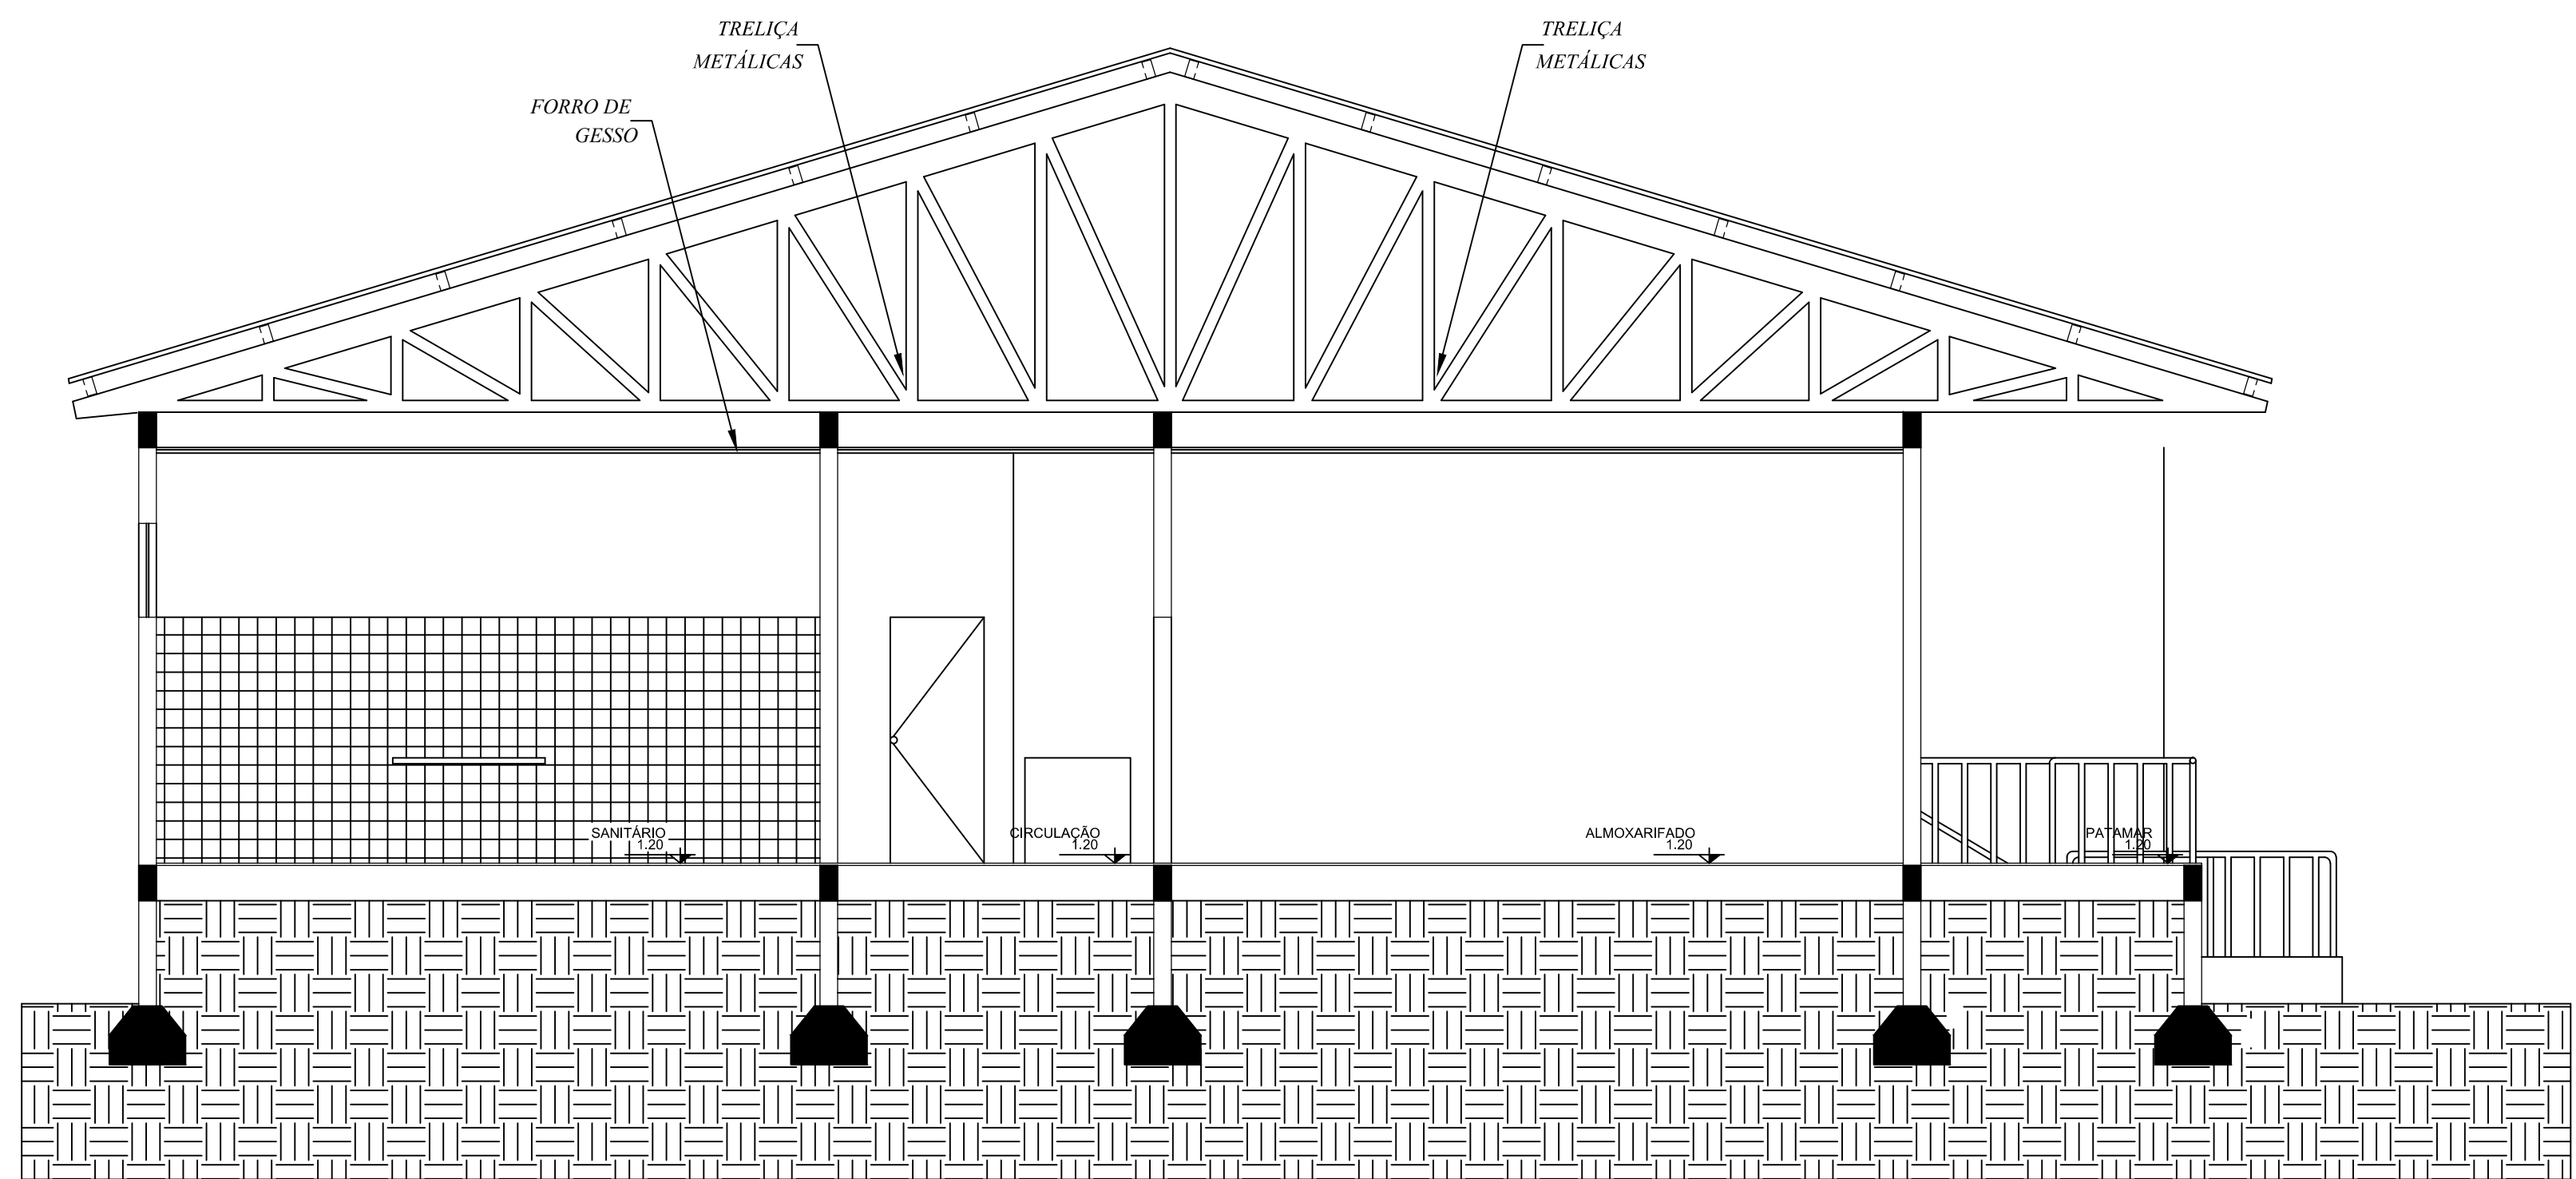 TRELIÇA
METÁLICAS
TRELIÇA
METÁLICAS
FORRO DE
GESSO
SANITÁRIO
1.20
CIRCULAÇÃO
1.20
ALMOXARIFADO
1.20
PATAMAR
1.20